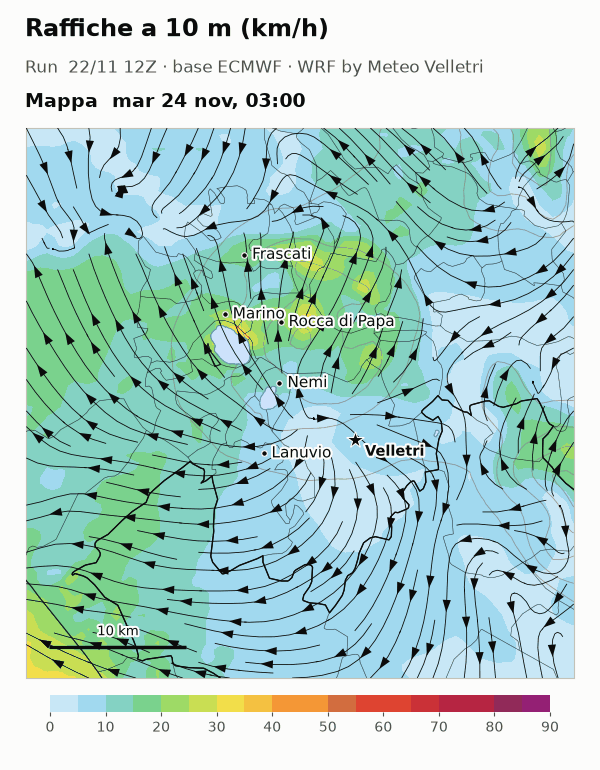 Raffiche a 10 m (km/h)
Run  22/11 12Z · base ECMWF · WRF by Meteo Velletri
Mappa  mar 24 nov, 03:00
Frascati
Marino
Rocca di Papa
Nemi
Velletri
Lanuvio
10 km
0 10 20 30 40 50 60 70 80 90